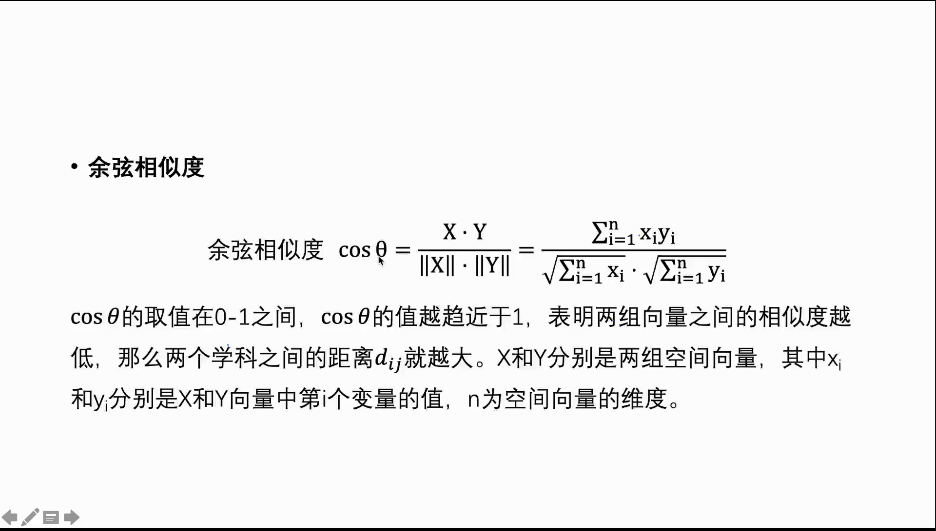 • 余弦相似度
余弦相似度 cos θ = X · Y / ‖X‖ · ‖Y‖ = ∑ⁿᵢ₌₁ xᵢyᵢ / √∑ⁿᵢ₌₁ xᵢ · √∑ⁿᵢ₌₁ yᵢ
cos θ的取值在0-1之间，cos θ的值越趋近于1，表明两组向量之间的相似度越
低，那么两个学科之间的距离dᵢⱼ就越大。X和Y分别是两组空间向量，其中xᵢ
和yᵢ分别是X和Y向量中第i个变量的值，n为空间向量的维度。